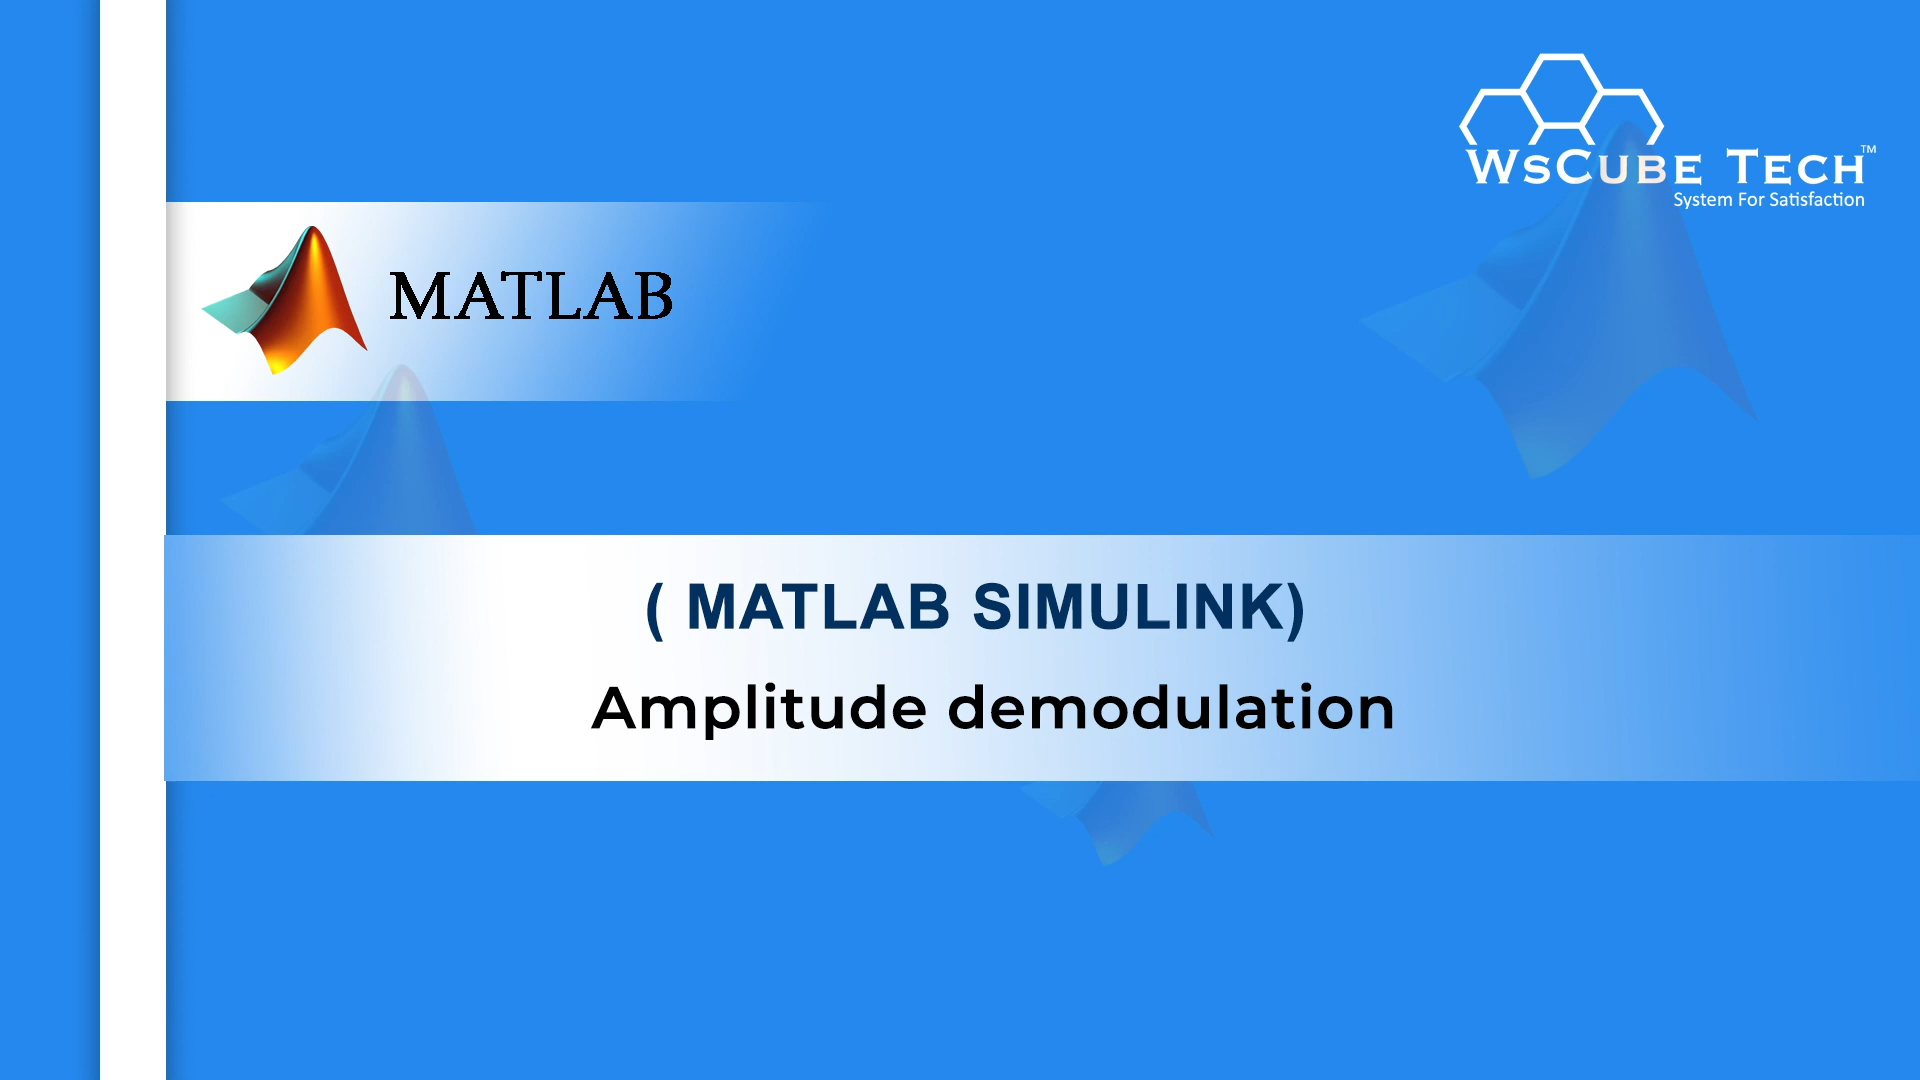 WsCube Tech™
System For Satisfaction
MATLAB
( MATLAB SIMULINK)
Amplitude demodulation